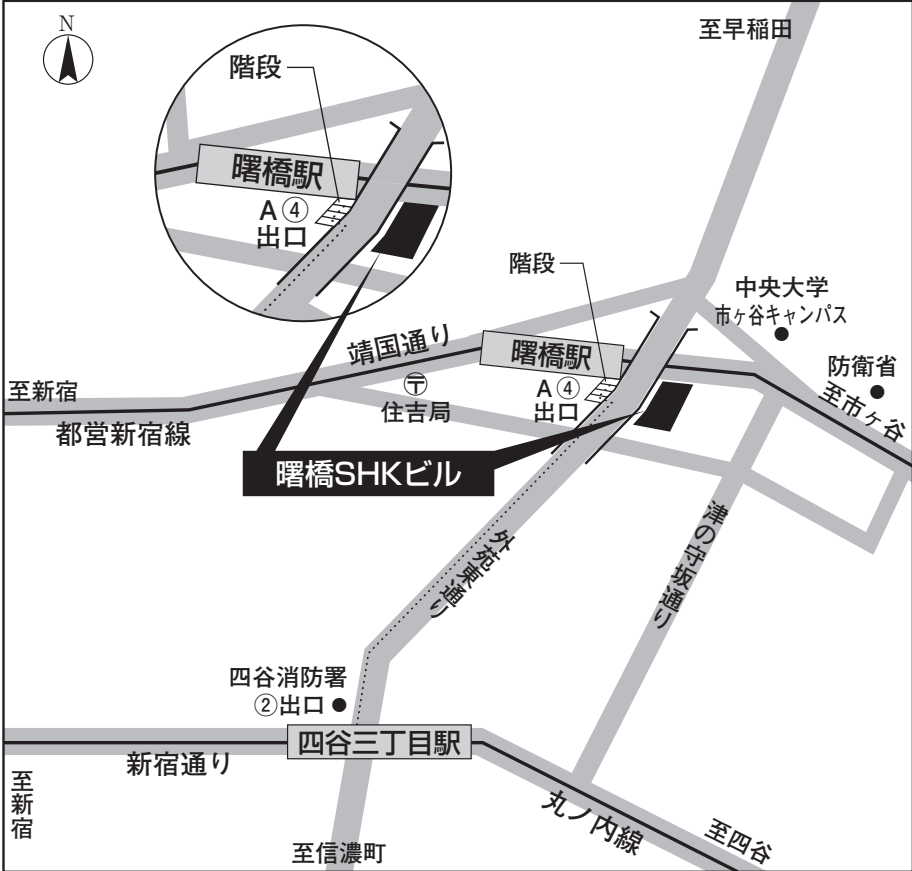 N
至早稲田
階段
曙橋駅
A④
出口
階段
中央大学
市ヶ谷キャンパス
防衛省
至市ヶ谷
靖国通り
曙橋駅
A④
出口
至新宿
〒
住吉局
都営新宿線
曙橋SHKビル
外苑東通り
津の守坂通り
四谷消防署
②出口
四谷三丁目駅
新宿通り
至新宿
丸ノ内線
至四谷
至信濃町